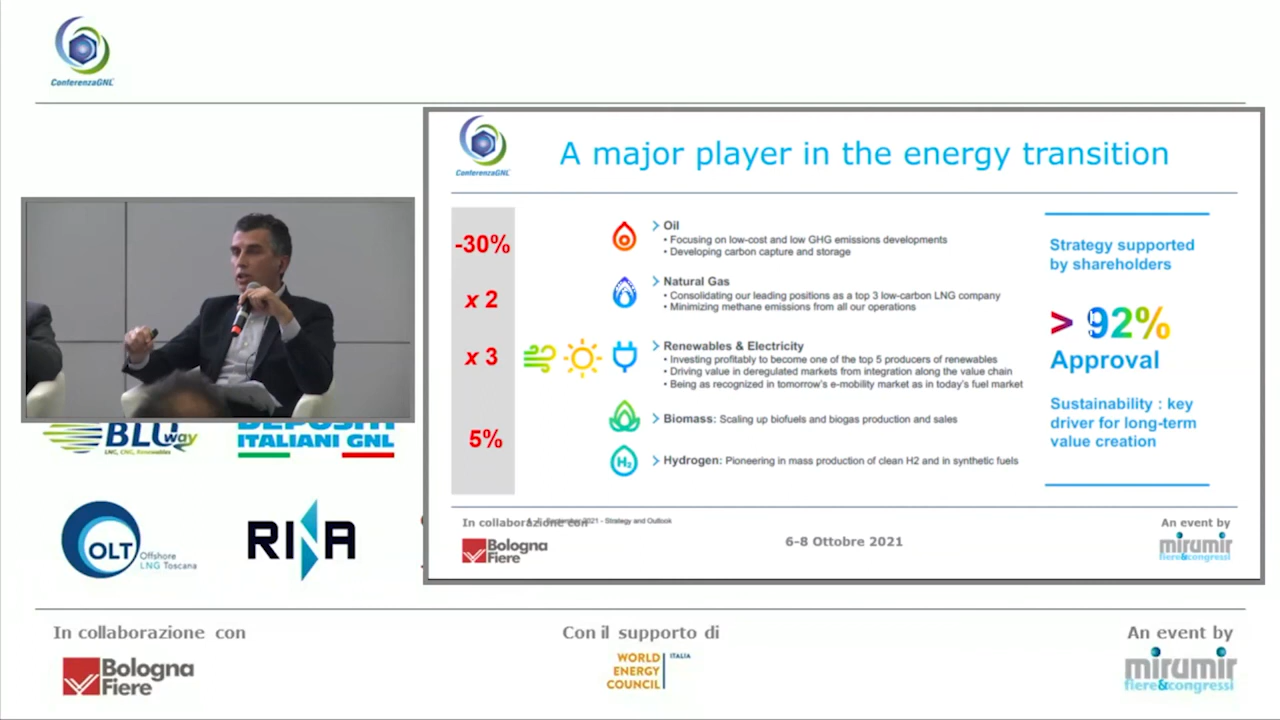 ConferenzaGNL
ConferenzaGNL
A major player in the energy transition
-30%
Oil
• Focusing on low-cost and low GHG emissions developments
• Developing carbon capture and storage
x 2
Natural Gas
• Consolidating our leading positions as a top 3 low-carbon LNG company
• Minimizing methane emissions from all our operations
x 3
Renewables & Electricity
• Investing profitably to become one of the top 5 producers of renewables
• Driving value in deregulated markets from integration along the value chain
• Being as recognized in tomorrow's e-mobility market as in today's fuel market
5%
Biomass: Scaling up biofuels and biogas production and sales
H2
Hydrogen: Pioneering in mass production of clean H2 and in synthetic fuels
Strategy supported
by shareholders
> 92%
Approval
Sustainability : key
driver for long-term
value creation
In collaborazione con
September 2021 - Strategy and Outlook
Bologna
Fiere
6-8 Ottobre 2021
An event by
mirumir
fiere&congressi
BLUway
LNG, CNG, Renewables
DEPOSITI
ITALIANI GNL
OLT
Offshore
LNG Toscana
RINA
In collaborazione con
Bologna
Fiere
Con il supporto di
WORLD
ENERGY
COUNCIL
ITALIA
An event by
mirumir
fiere&congressi